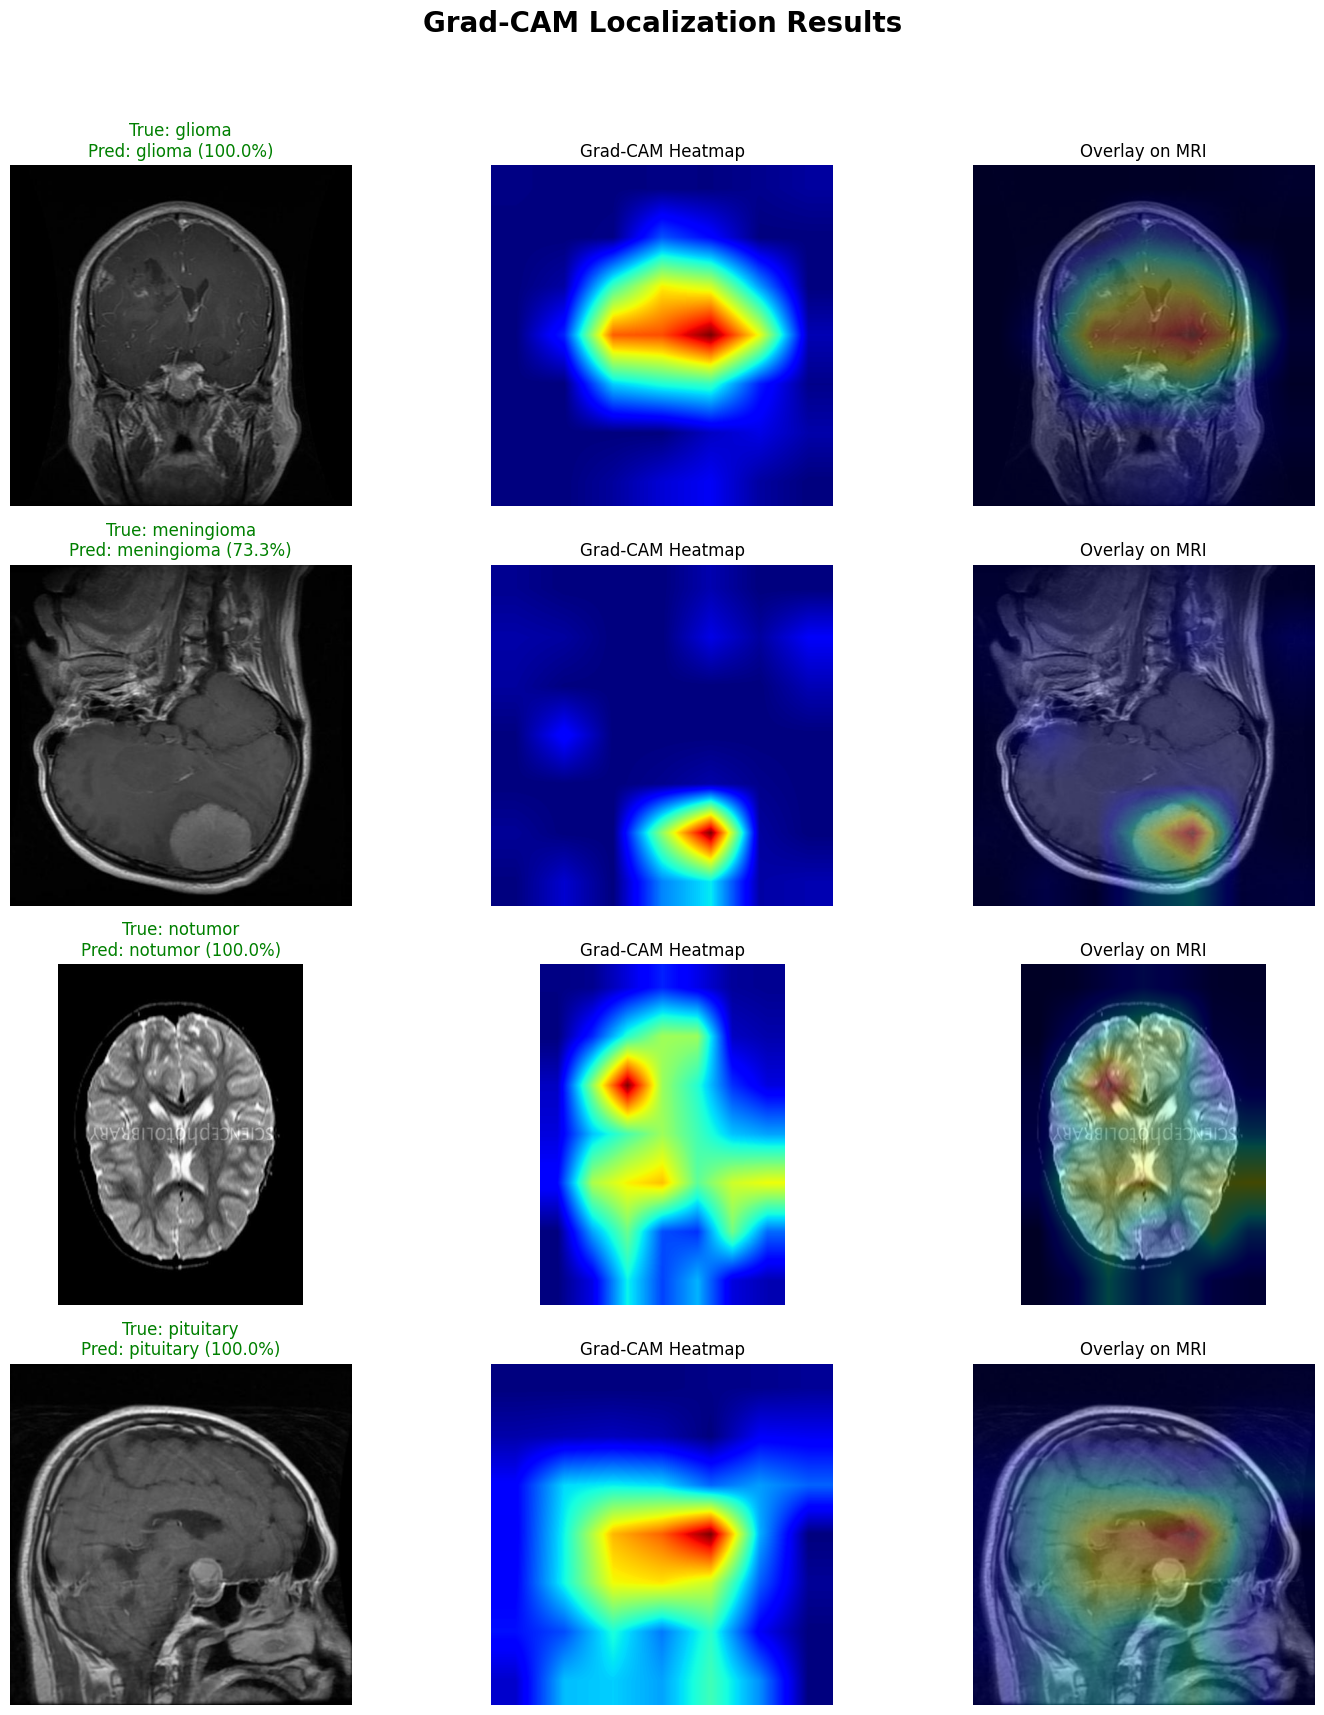 Grad-CAM Localization Results
True: glioma
Pred: glioma (100.0%)
Grad-CAM Heatmap
Overlay on MRI
True: meningioma
Pred: meningioma (73.3%)
Grad-CAM Heatmap
Overlay on MRI
True: notumor
Pred: notumor (100.0%)
Grad-CAM Heatmap
Overlay on MRI
SCIENCEphotoLIBRARY
SCIENCEphotoLIBRARY
True: pituitary
Pred: pituitary (100.0%)
Grad-CAM Heatmap
Overlay on MRI